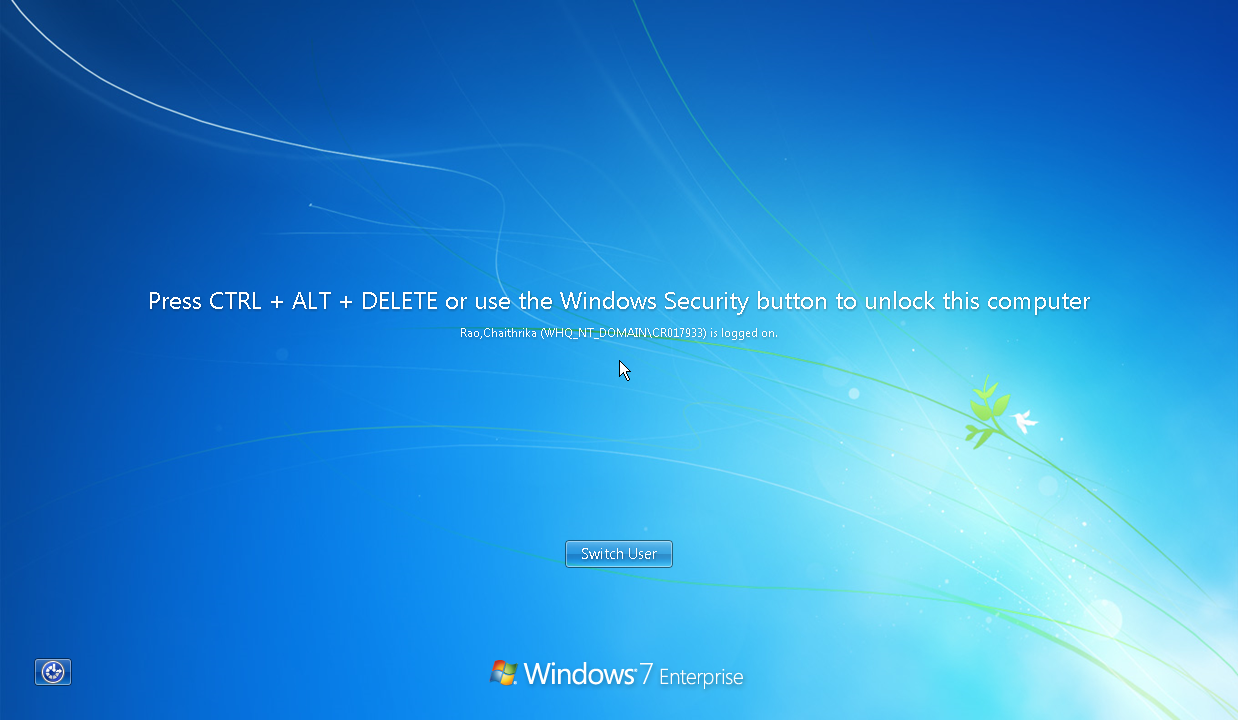 Press CTRL + ALT + DELETE or use the Windows Security button to unlock this computer
Rao,Chaithrika (WHQ_NT_DOMAIN\CR017933) is logged on.
Switch User
Windows 7 Enterprise